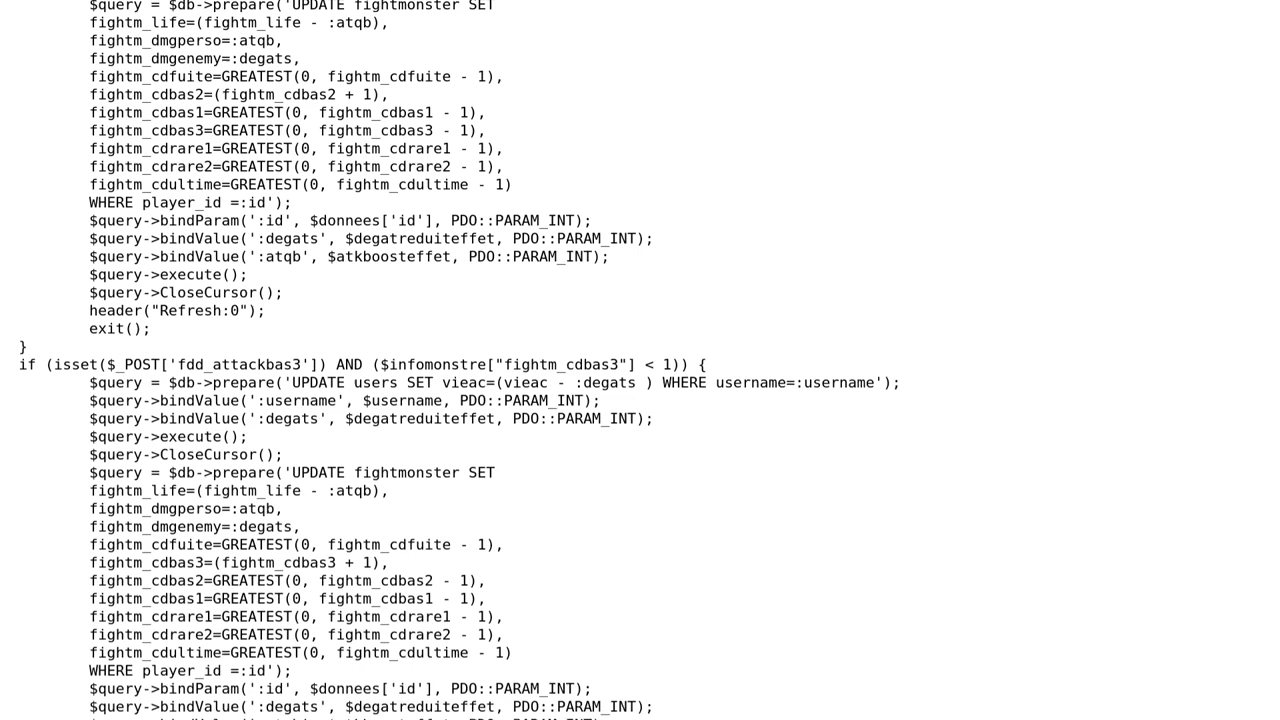 $query = $db->prepare('UPDATE fightmonster SET
fightm_life=(fightm_life - :atqb),
fightm_dmgperso=:atqb,
fightm_dmgenemy=:degats,
fightm_cdfuite=GREATEST(0, fightm_cdfuite - 1),
fightm_cdbas2=(fightm_cdbas2 + 1),
fightm_cdbas1=GREATEST(0, fightm_cdbas1 - 1),
fightm_cdbas3=GREATEST(0, fightm_cdbas3 - 1),
fightm_cdrare1=GREATEST(0, fightm_cdrare1 - 1),
fightm_cdrare2=GREATEST(0, fightm_cdrare2 - 1),
fightm_cdultime=GREATEST(0, fightm_cdultime - 1)
WHERE player_id =:id');
$query->bindParam(':id', $donnees['id'], PDO::PARAM_INT);
$query->bindValue(':degats', $degatreduiteffet, PDO::PARAM_INT);
$query->bindValue(':atqb', $atkboosteffet, PDO::PARAM_INT);
$query->execute();
$query->CloseCursor();
header("Refresh:0");
exit();
}
if (isset($_POST['fdd_attackbas3']) AND ($infomonstre["fightm_cdbas3"] < 1)) {
$query = $db->prepare('UPDATE users SET vieac=(vieac - :degats ) WHERE username=:username');
$query->bindValue(':username', $username, PDO::PARAM_INT);
$query->bindValue(':degats', $degatreduiteffet, PDO::PARAM_INT);
$query->execute();
$query->CloseCursor();
$query = $db->prepare('UPDATE fightmonster SET
fightm_life=(fightm_life - :atqb),
fightm_dmgperso=:atqb,
fightm_dmgenemy=:degats,
fightm_cdfuite=GREATEST(0, fightm_cdfuite - 1),
fightm_cdbas3=(fightm_cdbas3 + 1),
fightm_cdbas2=GREATEST(0, fightm_cdbas2 - 1),
fightm_cdbas1=GREATEST(0, fightm_cdbas1 - 1),
fightm_cdrare1=GREATEST(0, fightm_cdrare1 - 1),
fightm_cdrare2=GREATEST(0, fightm_cdrare2 - 1),
fightm_cdultime=GREATEST(0, fightm_cdultime - 1)
WHERE player_id =:id');
$query->bindParam(':id', $donnees['id'], PDO::PARAM_INT);
$query->bindValue(':degats', $degatreduiteffet, PDO::PARAM_INT);